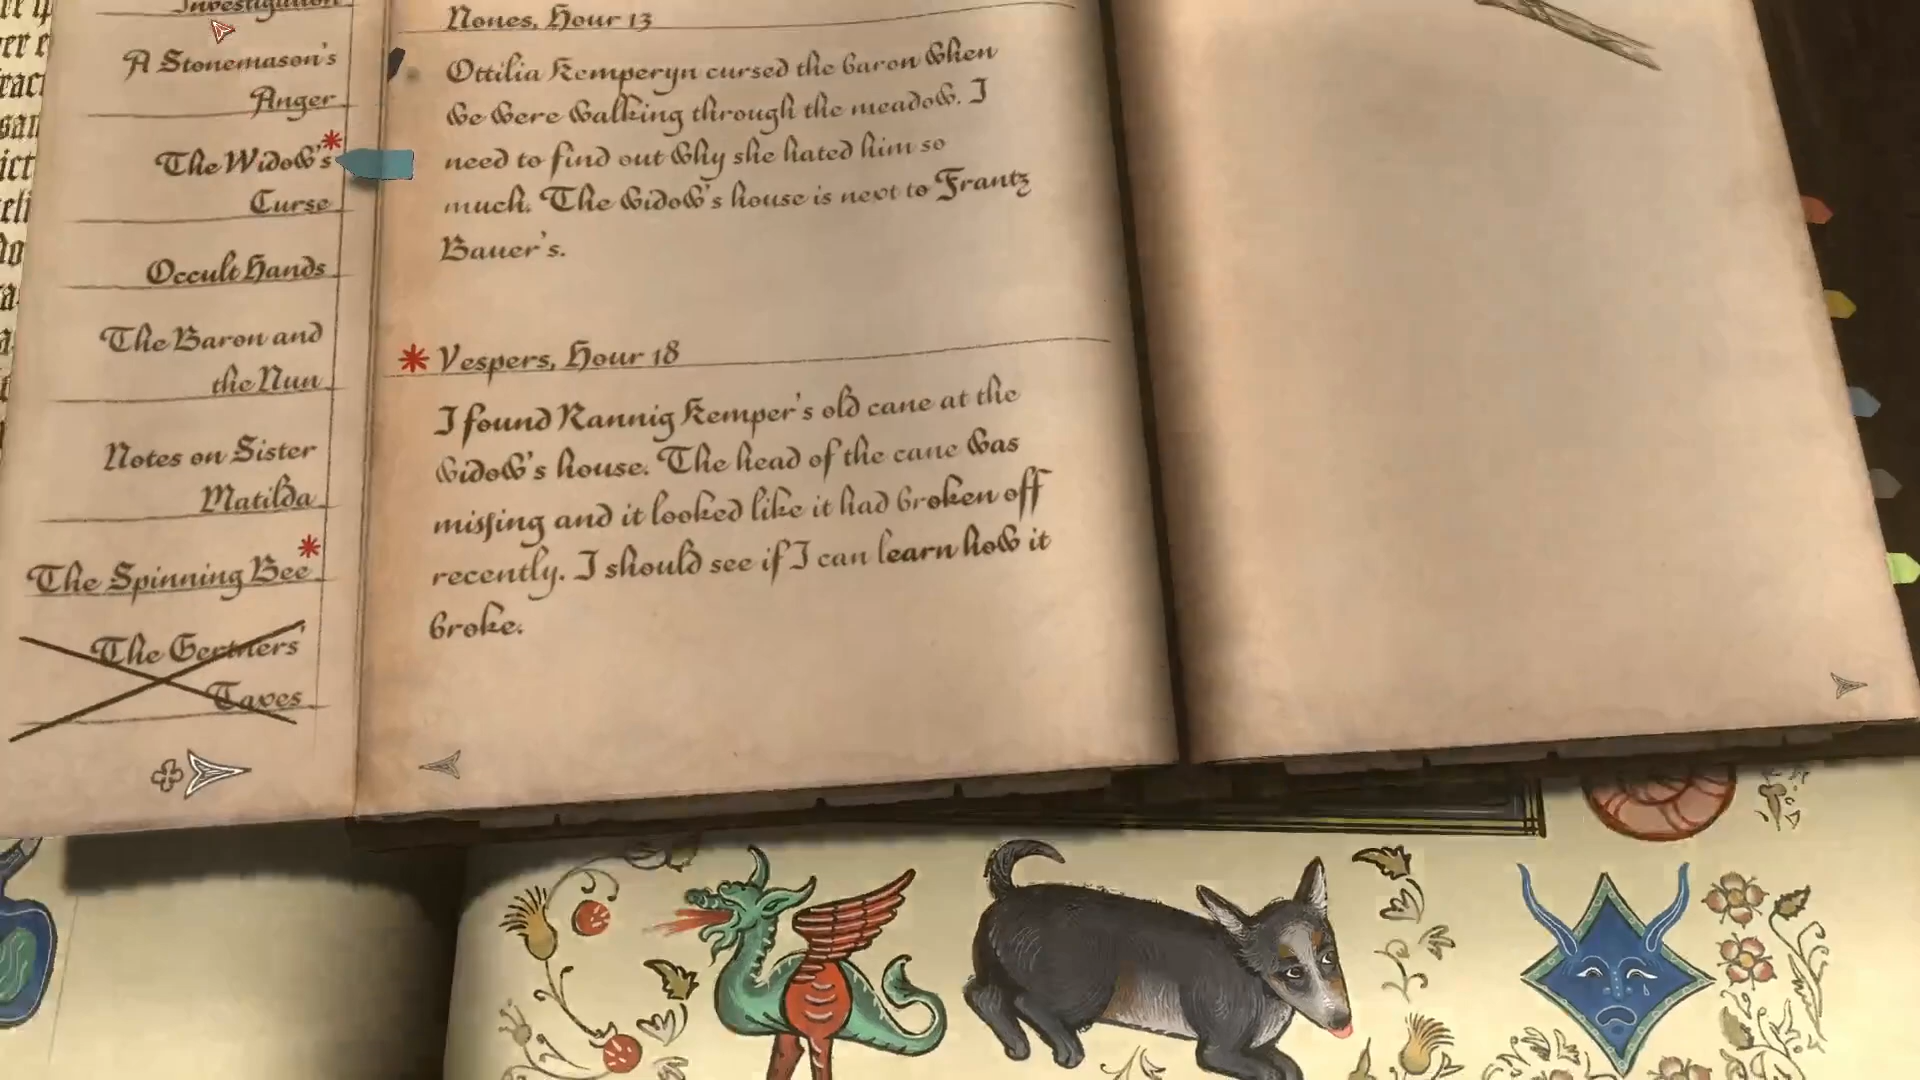 Investigation
A Stonemason's
Anger
The Widow's
Curse
Occult Hands
The Baron and
the Nun
Notes on Sister
Matilda
The Spinning Bee
The Gertners'
Taxes
Nones, Hour 13
Ottilia Kemperyn cursed the baron when
we were walking through the meadow. I
need to find out why she hated him so
much. The widow's house is next to Frantz
Bauer's.
* Vespers, Hour 18
I found Rannig Kemper's old cane at the
widow's house. The head of the cane was
missing and it looked like it had broken off
recently. I should see if I can learn how it
broke.